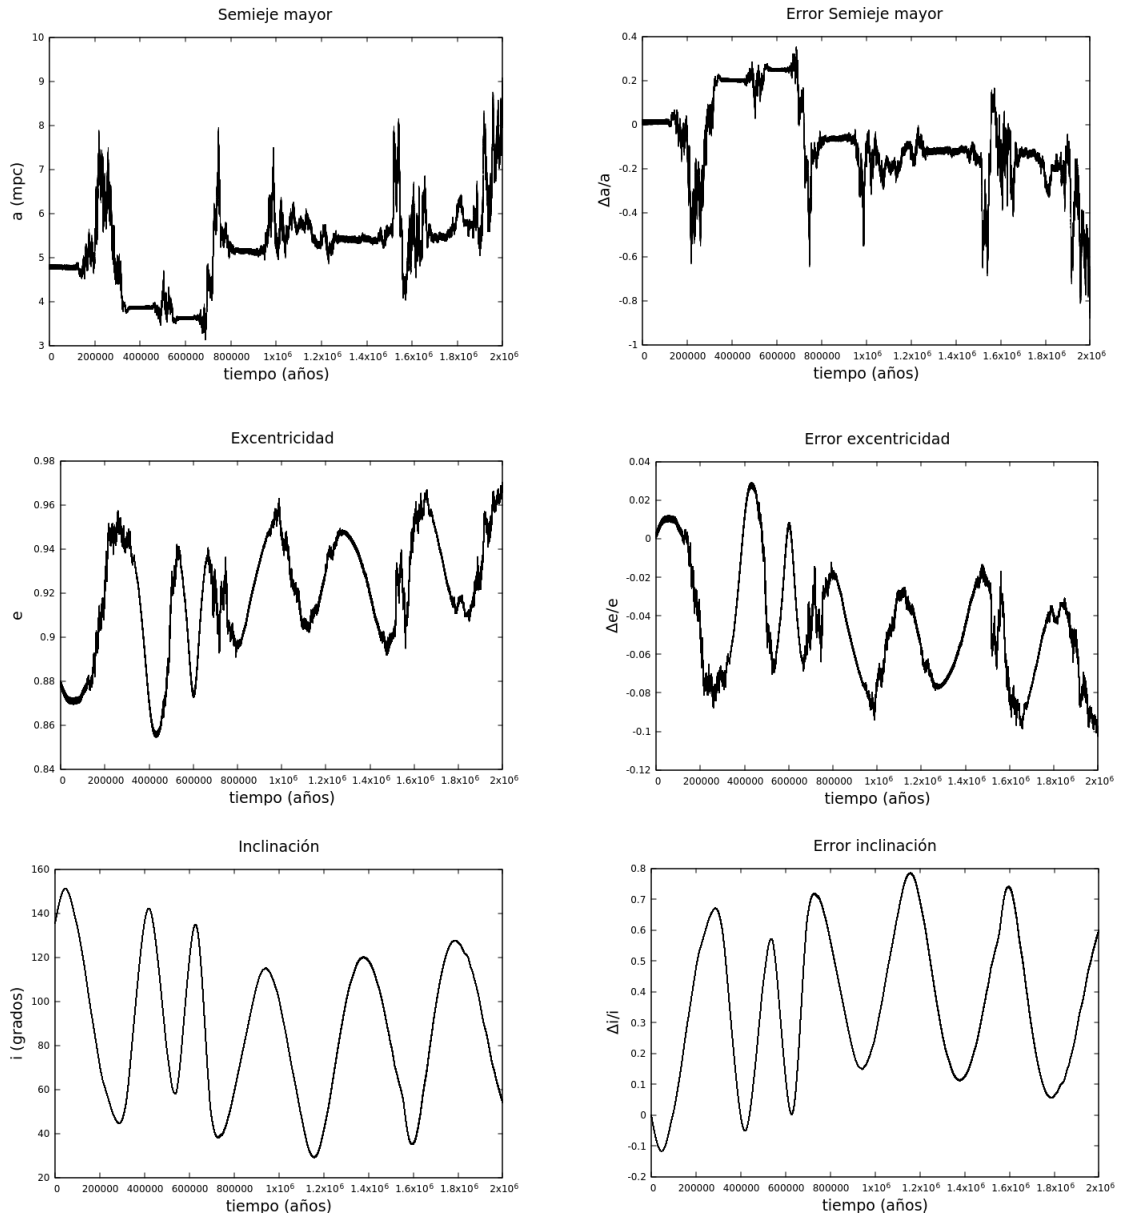 Semieje mayor
10
9
8
7
6
5
4
3
a (mpc)
0 200000 400000 600000 800000 1x10⁶ 1.2x10⁶ 1.4x10⁶ 1.6x10⁶ 1.8x10⁶ 2x10⁶
tiempo (años)
Error Semieje mayor
0.4
0.2
0
-0.2
-0.4
-0.6
-0.8
-1
Δa/a
0 200000 400000 600000 800000 1x10⁶ 1.2x10⁶ 1.4x10⁶ 1.6x10⁶ 1.8x10⁶ 2x10⁶
tiempo (años)
Excentricidad
0.98
0.96
0.94
0.92
0.9
0.88
0.86
0.84
e
0 200000 400000 600000 800000 1x10⁶ 1.2x10⁶ 1.4x10⁶ 1.6x10⁶ 1.8x10⁶ 2x10⁶
tiempo (años)
Error excentricidad
0.04
0.02
0
-0.02
-0.04
-0.06
-0.08
-0.1
-0.12
Δe/e
0 200000 400000 600000 800000 1x10⁶ 1.2x10⁶ 1.4x10⁶ 1.6x10⁶ 1.8x10⁶ 2x10⁶
tiempo (años)
Inclinación
160
140
120
100
80
60
40
20
i (grados)
0 200000 400000 600000 800000 1x10⁶ 1.2x10⁶ 1.4x10⁶ 1.6x10⁶ 1.8x10⁶ 2x10⁶
tiempo (años)
Error inclinación
0.8
0.7
0.6
0.5
0.4
0.3
0.2
0.1
0
-0.1
-0.2
Δi/i
0 200000 400000 600000 800000 1x10⁶ 1.2x10⁶ 1.4x10⁶ 1.6x10⁶ 1.8x10⁶ 2x10⁶
tiempo (años)